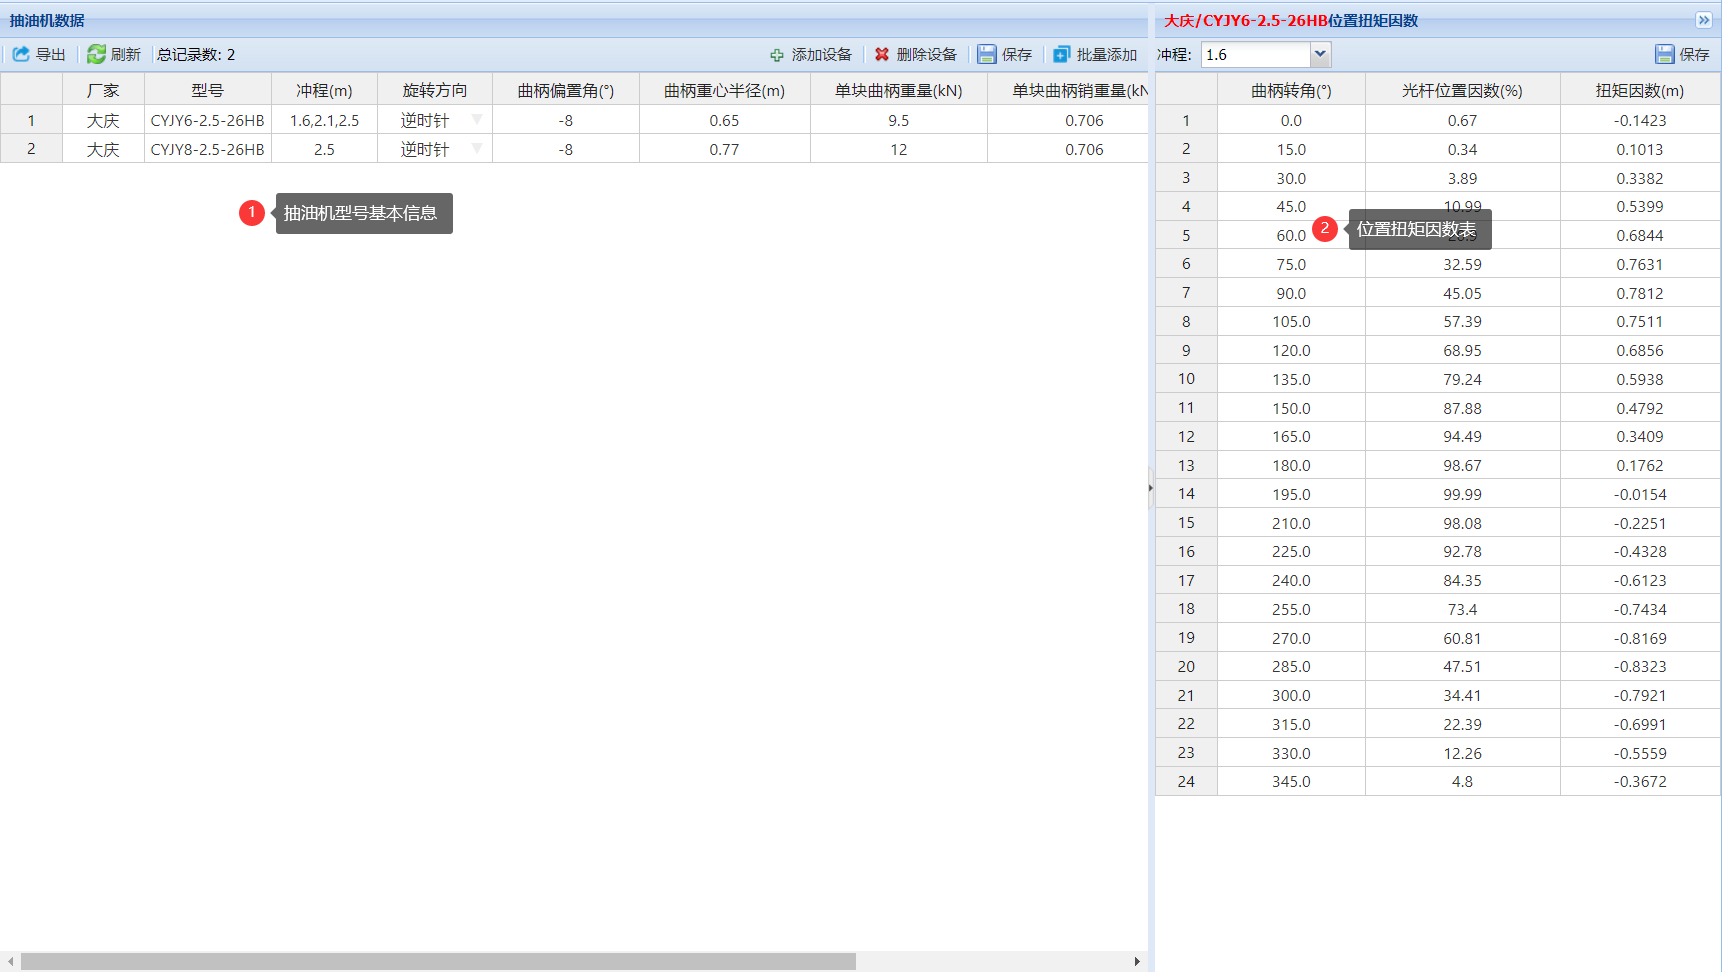 抽油机数据
导出 刷新 总记录数: 2 添加设备 删除设备 保存 批量添加
厂家 型号 冲程(m) 旋转方向 曲柄偏置角(°) 曲柄重心半径(m) 单块曲柄重量(kN) 单块曲柄销重量(kN
1 大庆 CYJY6-2.5-26HB 1.6,2.1,2.5 逆时针 -8 0.65 9.5 0.706
2 大庆 CYJY8-2.5-26HB 2.5 逆时针 -8 0.77 12 0.706
1 抽油机型号基本信息
大庆/CYJY6-2.5-26HB位置扭矩因数
冲程: 1.6 保存
曲柄转角(°) 光杆位置因数(%) 扭矩因数(m)
1 0.0 0.67 -0.1423
2 15.0 0.34 0.1013
3 30.0 3.89 0.3382
4 45.0 10.99 0.5399
2 位置扭矩因数表
5 60.0 0.6844
6 75.0 32.59 0.7631
7 90.0 45.05 0.7812
8 105.0 57.39 0.7511
9 120.0 68.95 0.6856
10 135.0 79.24 0.5938
11 150.0 87.88 0.4792
12 165.0 94.49 0.3409
13 180.0 98.67 0.1762
14 195.0 99.99 -0.0154
15 210.0 98.08 -0.2251
16 225.0 92.78 -0.4328
17 240.0 84.35 -0.6123
18 255.0 73.4 -0.7434
19 270.0 60.81 -0.8169
20 285.0 47.51 -0.8323
21 300.0 34.41 -0.7921
22 315.0 22.39 -0.6991
23 330.0 12.26 -0.5559
24 345.0 4.8 -0.3672